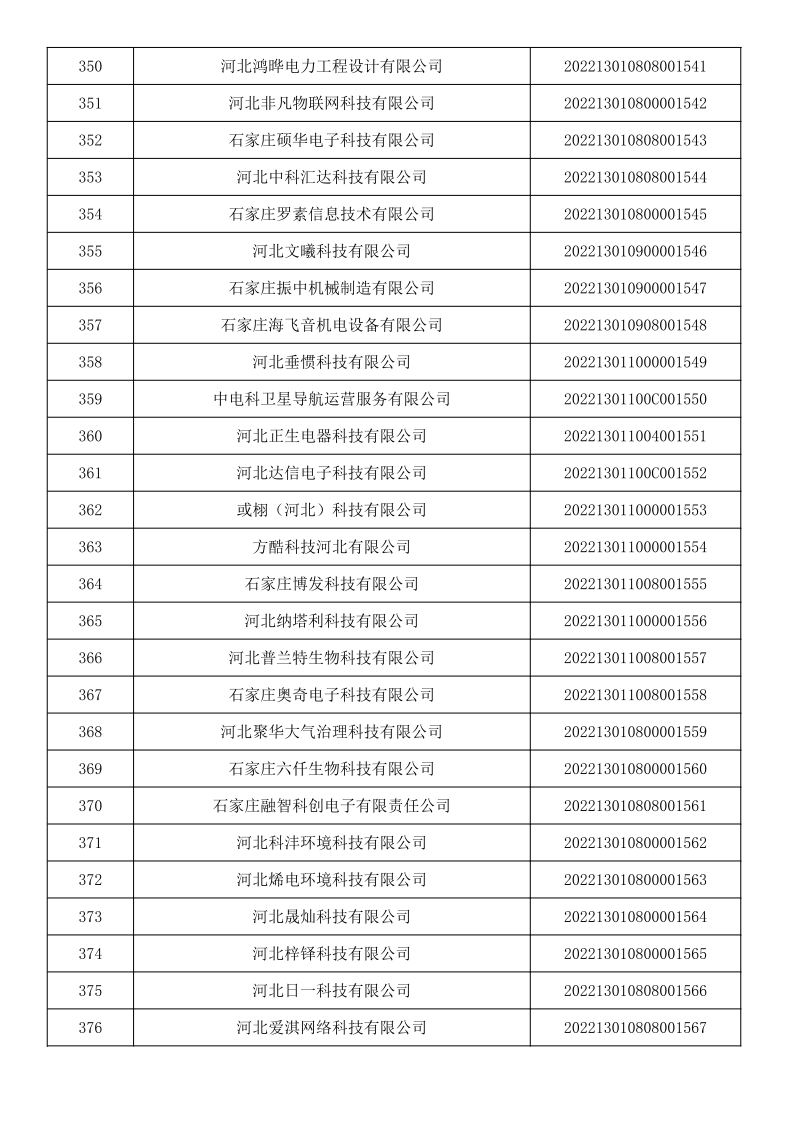 350 河北鸿晔电力工程设计有限公司 202213010808001541
351 河北非凡物联网科技有限公司 202213010800001542
352 石家庄硕华电子科技有限公司 202213010808001543
353 河北中科汇达科技有限公司 202213010808001544
354 石家庄罗素信息技术有限公司 202213010800001545
355 河北文曦科技有限公司 202213010900001546
356 石家庄振中机械制造有限公司 202213010900001547
357 石家庄海飞音机电设备有限公司 202213010908001548
358 河北垂惯科技有限公司 202213011000001549
359 中电科卫星导航运营服务有限公司 20221301100C001550
360 河北正生电器科技有限公司 202213011004001551
361 河北达信电子科技有限公司 20221301100C001552
362 或栩（河北）科技有限公司 202213011000001553
363 方酷科技河北有限公司 202213011000001554
364 石家庄博发科技有限公司 202213011008001555
365 河北纳塔利科技有限公司 202213011000001556
366 河北普兰特生物科技有限公司 202213011008001557
367 石家庄奥奇电子科技有限公司 202213011008001558
368 河北聚华大气治理科技有限公司 202213010800001559
369 石家庄六仟生物科技有限公司 202213010800001560
370 石家庄融智科创电子有限责任公司 202213010808001561
371 河北科沣环境科技有限公司 202213010800001562
372 河北烯电环境科技有限公司 202213010800001563
373 河北晟灿科技有限公司 202213010800001564
374 河北梓铎科技有限公司 202213010800001565
375 河北日一科技有限公司 202213010808001566
376 河北爱淇网络科技有限公司 202213010808001567